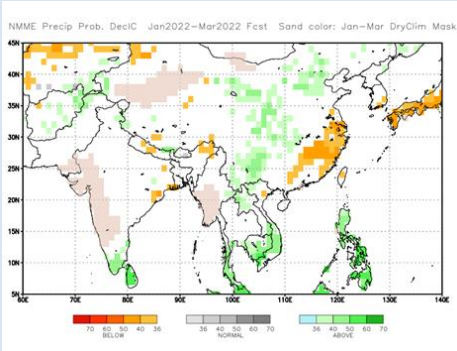 NMME Precip Prob. DecIC Jan2022-Mar2022 Fcst Sand color: Jan-Mar DryClim Mask
45N
40N
35N
30N
25N
20N
15N
10N
5N
60E 70E 80E 90E 100E 110E 120E 130E 140E
70 60 50 40 36 36 40 50 60 70 36 40 50 60 70
BELOW NORMAL ABOVE